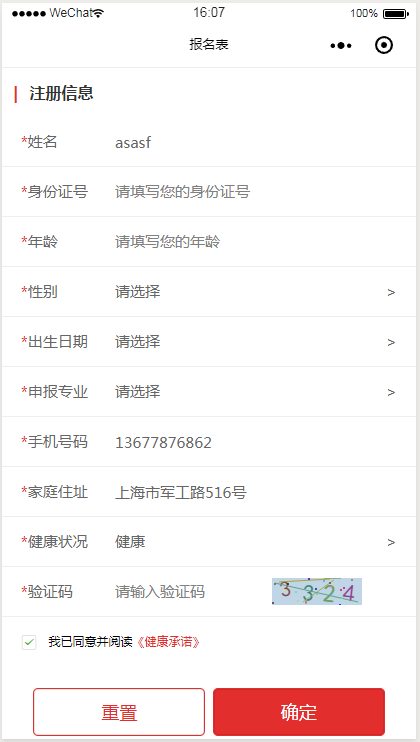 WeChat 16:07 100%
报名表
注册信息
*姓名 asasf
*身份证号 请填写您的身份证号
*年龄 请填写您的年龄
*性别 请选择 >
*出生日期 请选择 >
*申报专业 请选择 >
*手机号码 13677876862
*家庭住址 上海市军工路516号
*健康状况 健康 >
*验证码 请输入验证码 3324
我已同意并阅读《健康承诺》
重置 确定